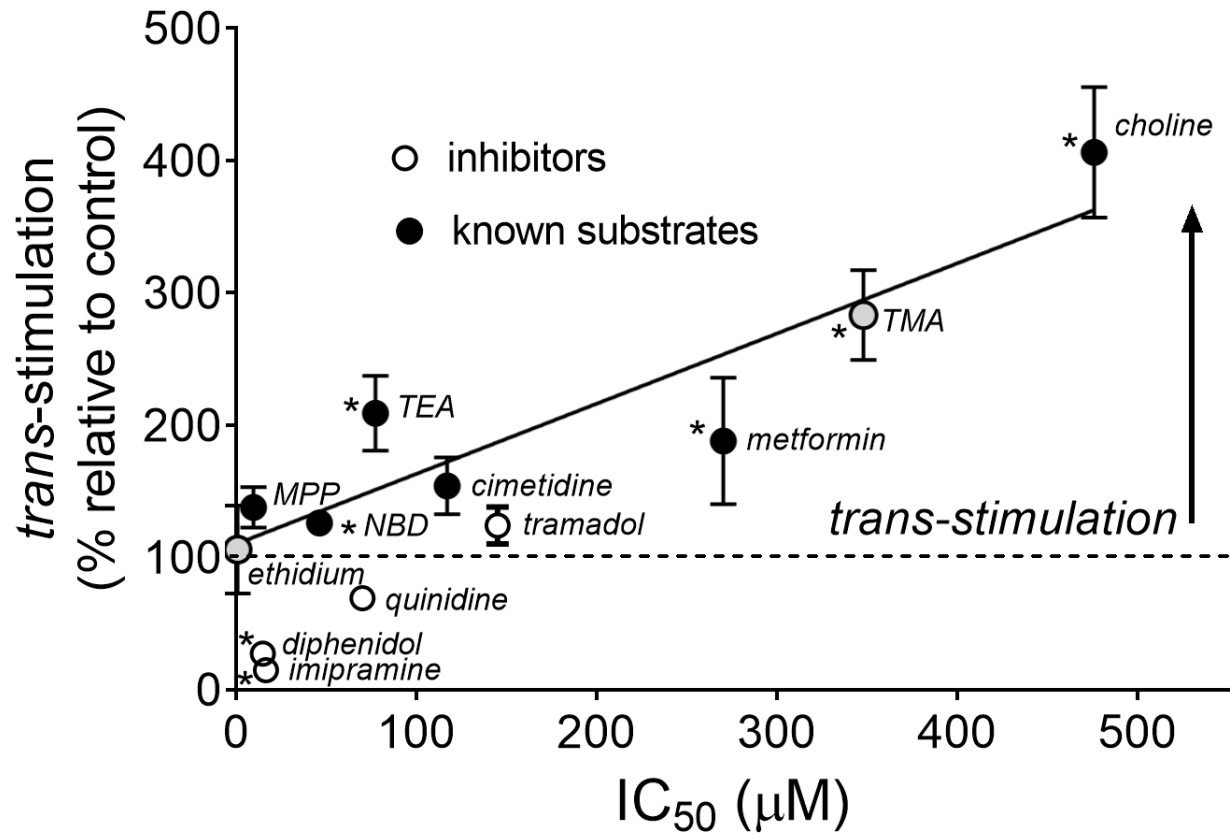 trans-stimulation
(% relative to control)
500
400
300
200
100
0
inhibitors
known substrates
* choline
* TMA
* TEA
* metformin
MPP
cimetidine
* NBD
tramadol
trans-stimulation
ethidium
quinidine
* diphenidol
* imipramine
0 100 200 300 400 500
IC50 (μM)